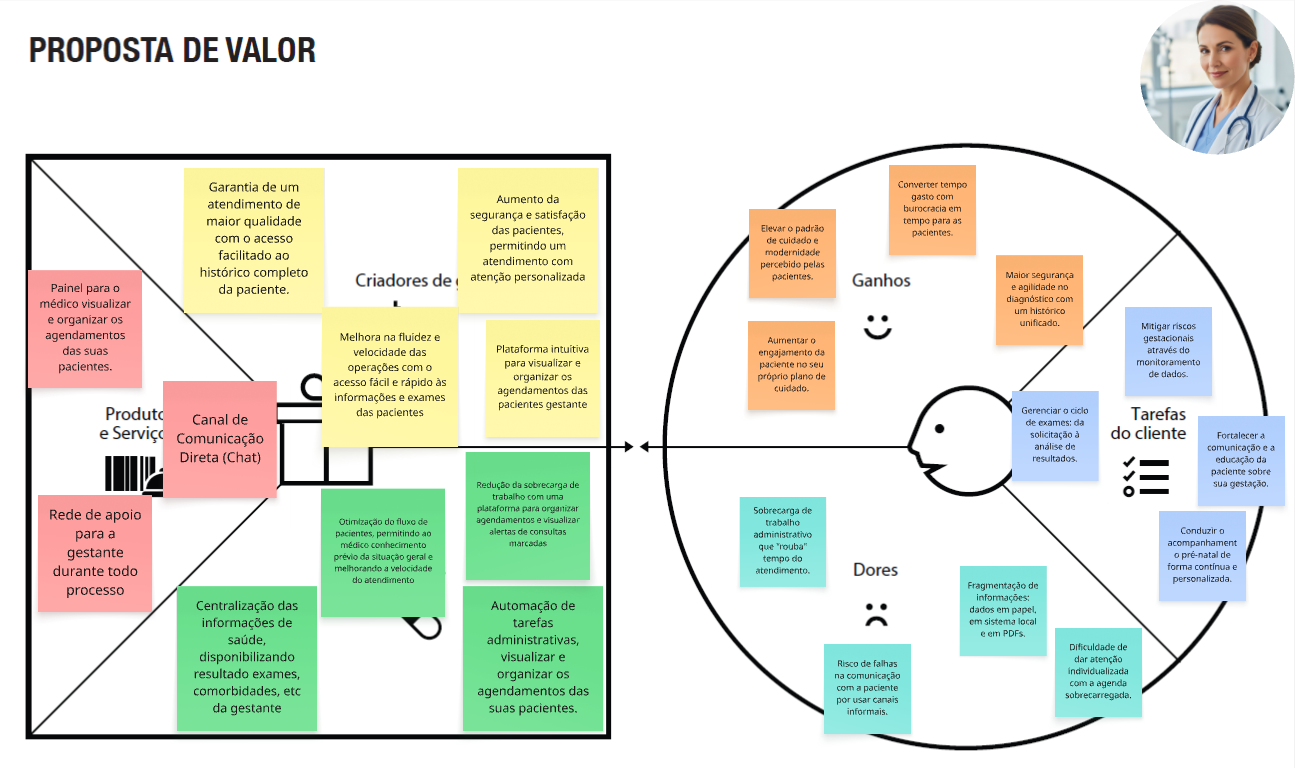 PROPOSTA DE VALOR
Garantia de um
atendimento de
maior qualidade
com o acesso
facilitado ao
histórico completo
da paciente.
Aumento da
segurança e satisfação
das pacientes,
permitindo um
atendimento com
atenção personalizada
Criadores de g
Painel para o
médico visualizar
e organizar os
agendamentos
das suas
pacientes.
Melhora na fluidez e
velocidade das
operações com o
acesso fácil e rápido às
informações e exames
das pacientes
Plataforma intuitiva
para visualizar e
organizar os
agendamentos das
pacientes gestante
Produto
e Serviço
Canal de
Comunicação
Direta (Chat)
Rede de apoio
para a
gestante
durante todo
processo
Otimização do fluxo de
pacientes, permitindo ao
médico conhecimento
prévio da situação geral e
melhorando a velocidade
do atendimento
Redução da sobrecarga de
trabalho com uma
plataforma para organizar
agendamentos e visualizar
alertas de consultas
marcadas
Centralização das
informações de
saúde,
disponibilizando
resultado exames,
comorbidades, etc
da gestante
Automação de
tarefas
administrativas,
visualizar e
organizar os
agendamentos das
suas pacientes.
Converter tempo
gasto com
burocracia em
tempo para as
pacientes.
Elevar o padrão
de cuidado e
modernidade
percebido pelas
pacientes.
Ganhos
Maior segurança
e agilidade no
diagnóstico com
um histórico
unificado.
Aumentar o
engajamento da
paciente no seu
próprio plano de
cuidado.
Mitigar riscos
gestacionais
através do
monitoramento
de dados.
Gerenciar o ciclo
de exames: da
solicitação à
análise de
resultados.
Tarefas
do cliente
Fortalecer a
comunicação e a
educação da
paciente sobre
sua gestação.
Conduzir o
acompanhament
o pré-natal de
forma contínua e
personalizada.
Sobrecarga de
trabalho
administrativo
que "rouba"
tempo do
atendimento.
Dores
Fragmentação de
informações:
dados em papel,
em sistema local
e em PDFs.
Dificuldade de
dar atenção
individualizada
com a agenda
sobrecarregada.
Risco de falhas
na comunicação
com a paciente
por usar canais
informais.